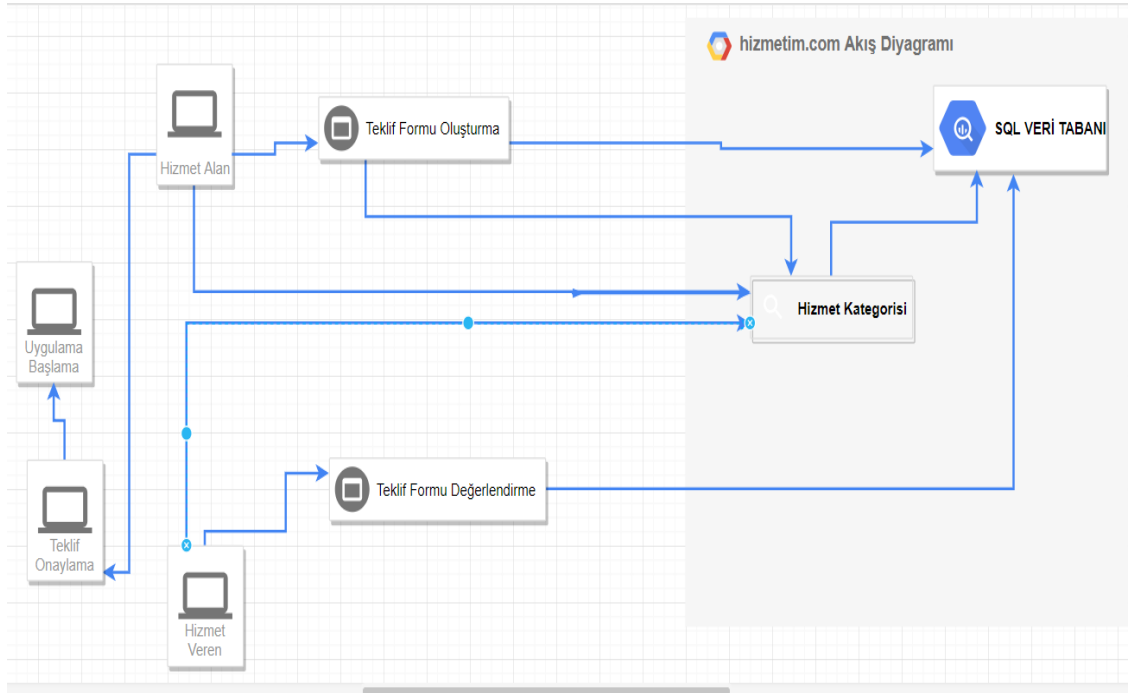 hizmetim.com Akış Diyagramı
Hizmet Alan
Teklif Formu Oluşturma
SQL VERİ TABANI
Uygulama
Başlama
Hizmet Kategorisi
Teklif
Onaylama
Teklif Formu Değerlendirme
Hizmet
Veren